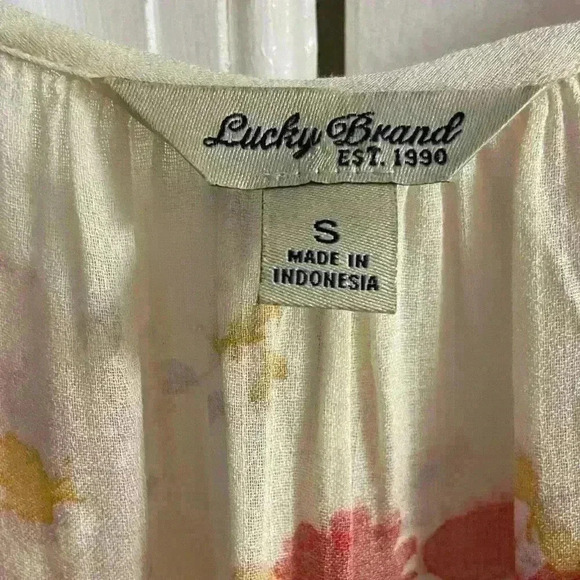 Lucky Brand
EST. 1990
S
MADE IN
INDONESIA